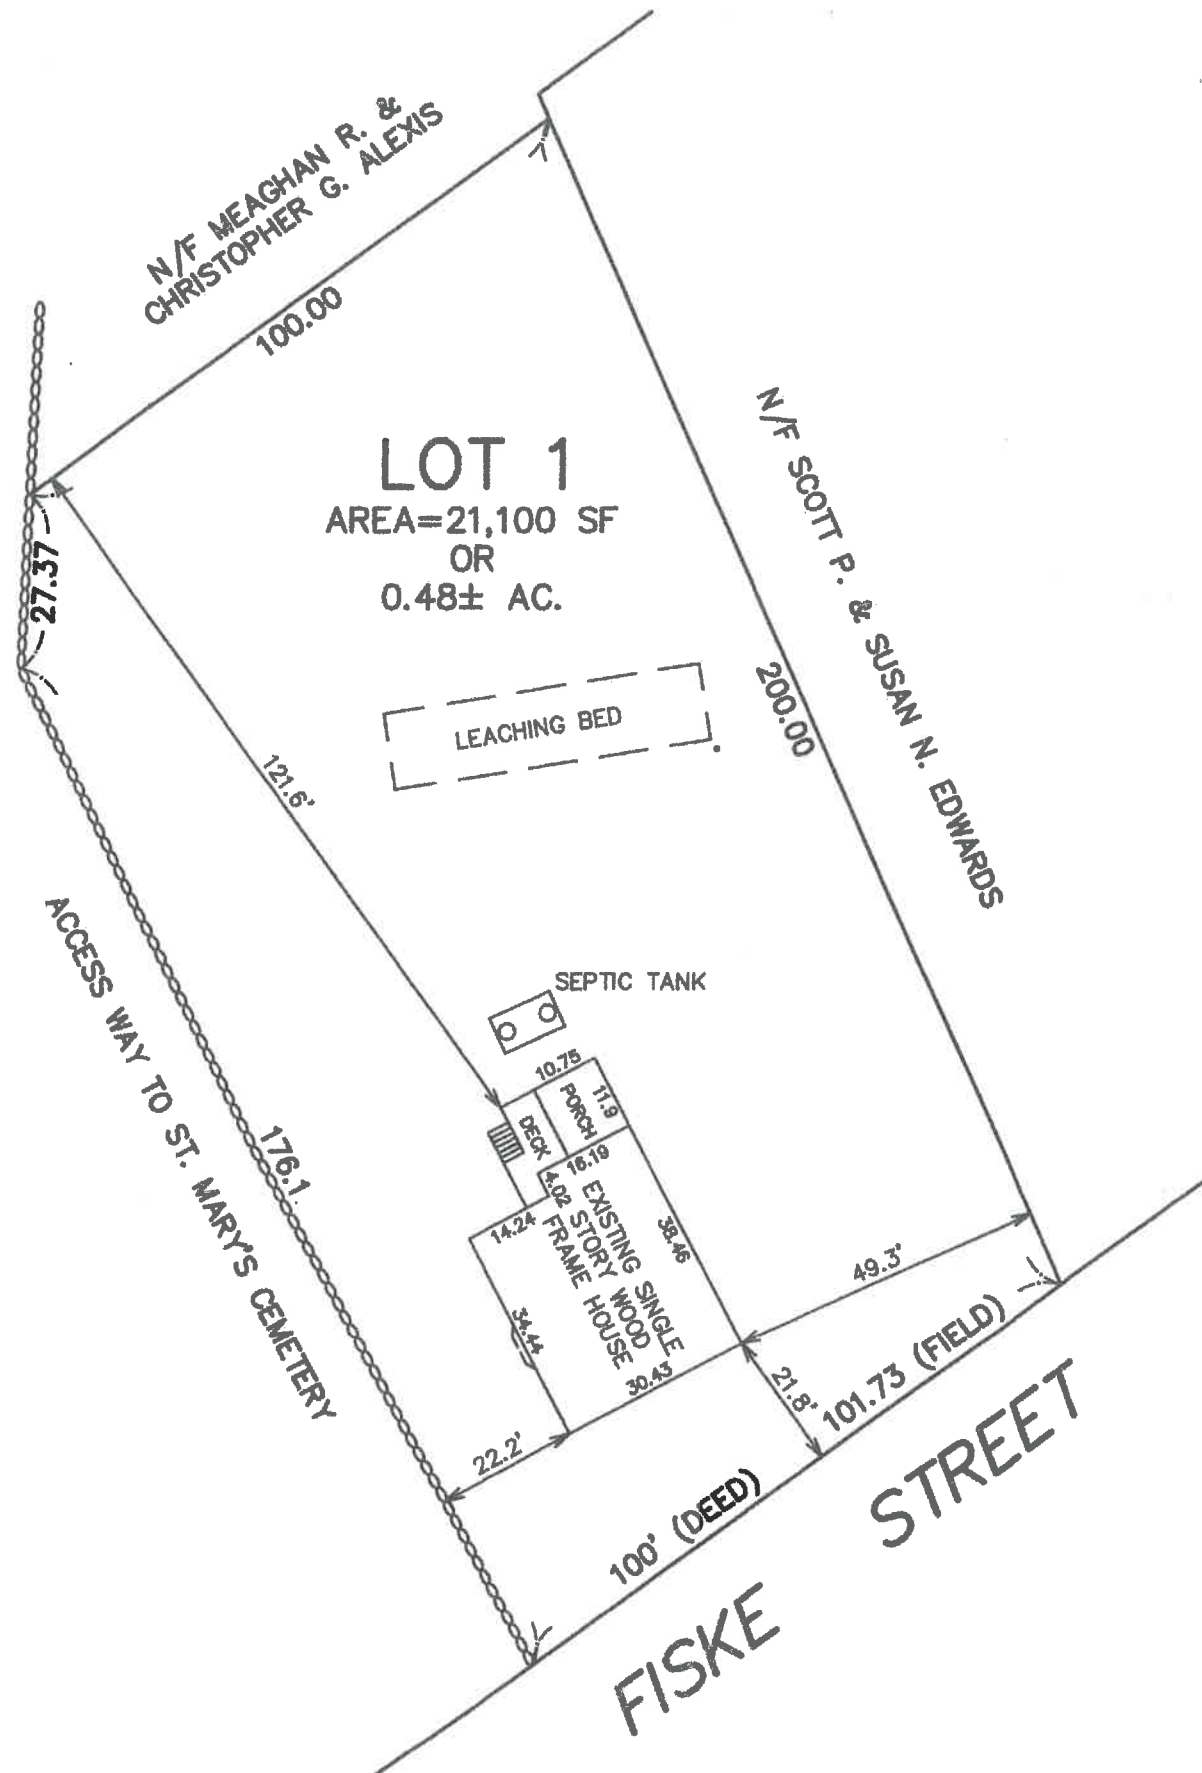 N/F MEAGHAN R. &
CHRISTOPHER G. ALEXIS
100.00
LOT 1
AREA=21,100 SF
OR
0.48± AC.
27.37
N/F SCOTT P. & SUSAN N. EDWARDS
200.00
LEACHING BED
121.6'
ACCESS WAY TO ST. MARY'S CEMETERY
176.1
SEPTIC TANK
10.75
PORCH
11.9
DECK
16.19
4.02
14.24
EXISTING SINGLE
STORY WOOD
FRAME HOUSE
38.46
34.44
30.43
49.3'
21.8'
22.2'
101.73 (FIELD)
100' (DEED)
FISKE STREET